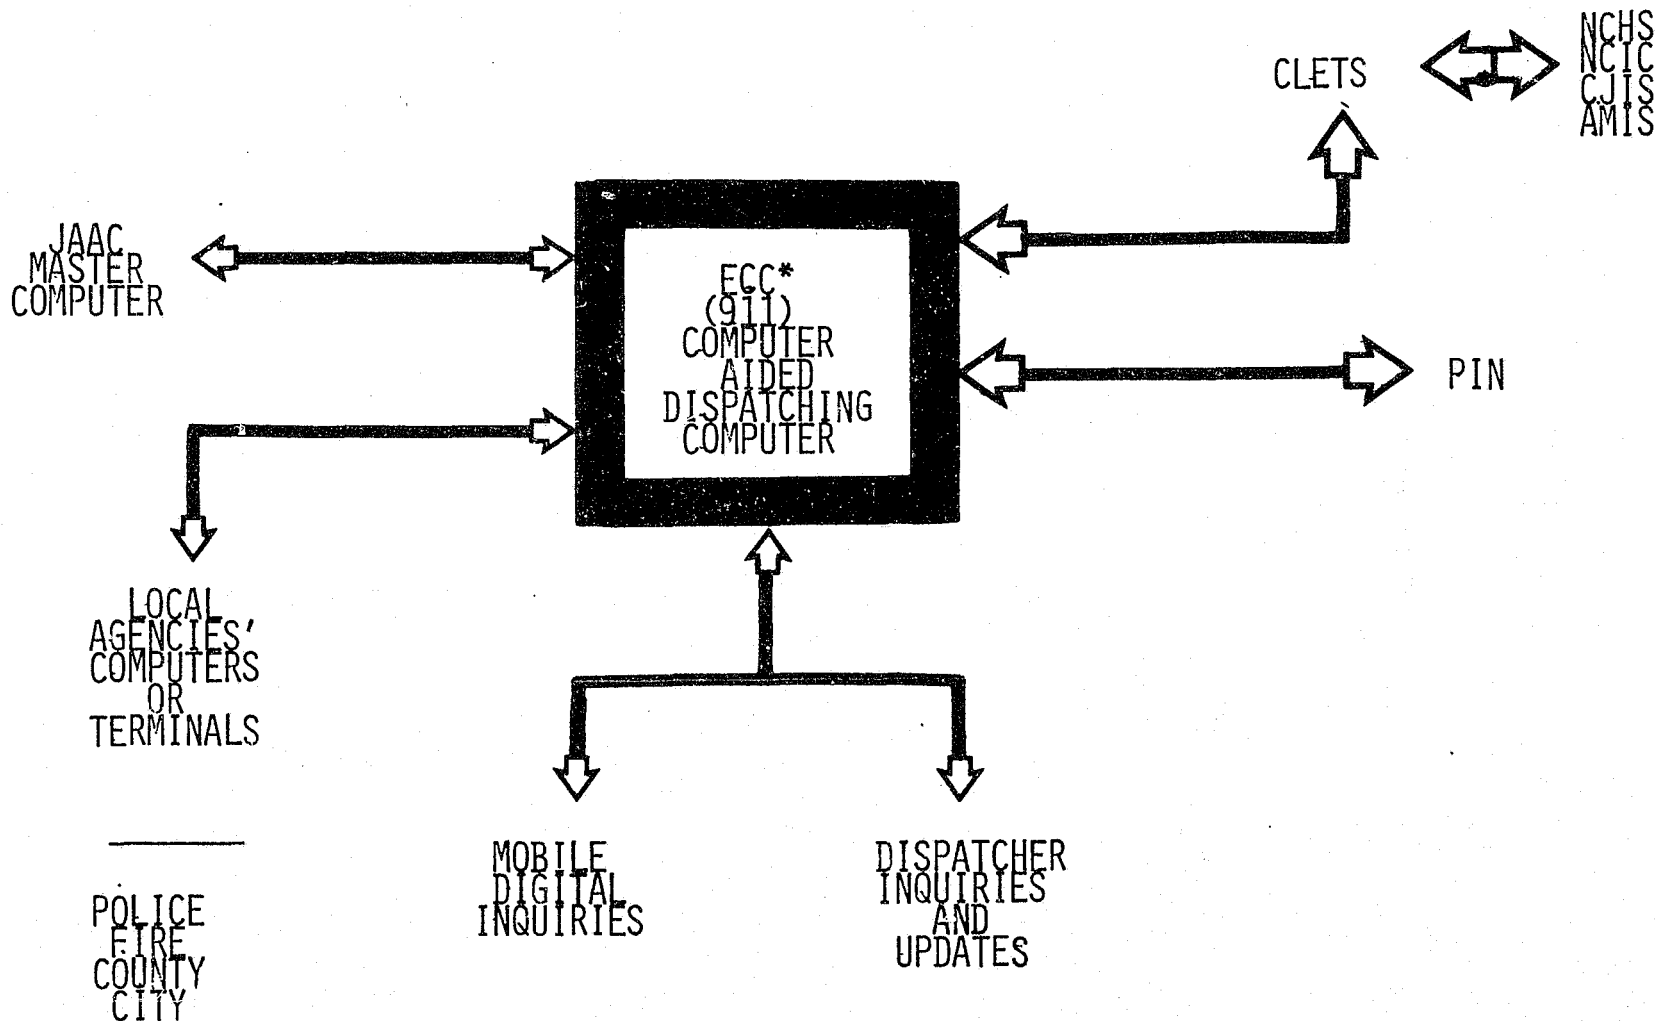 NCHS
NCIC
CJIS
AMIS
CLETS
JAAC
MASTER
COMPUTER
ECC*
(911)
COMPUTER
AIDED
DISPATCHING
COMPUTER
PIN
LOCAL
AGENCIES'
COMPUTERS
OR
TERMINALS
POLICE
FIRE
COUNTY
CITY
MOBILE
DIGITAL
INQUIRIES
DISPATCHER
INQUIRIES
AND
UPDATES